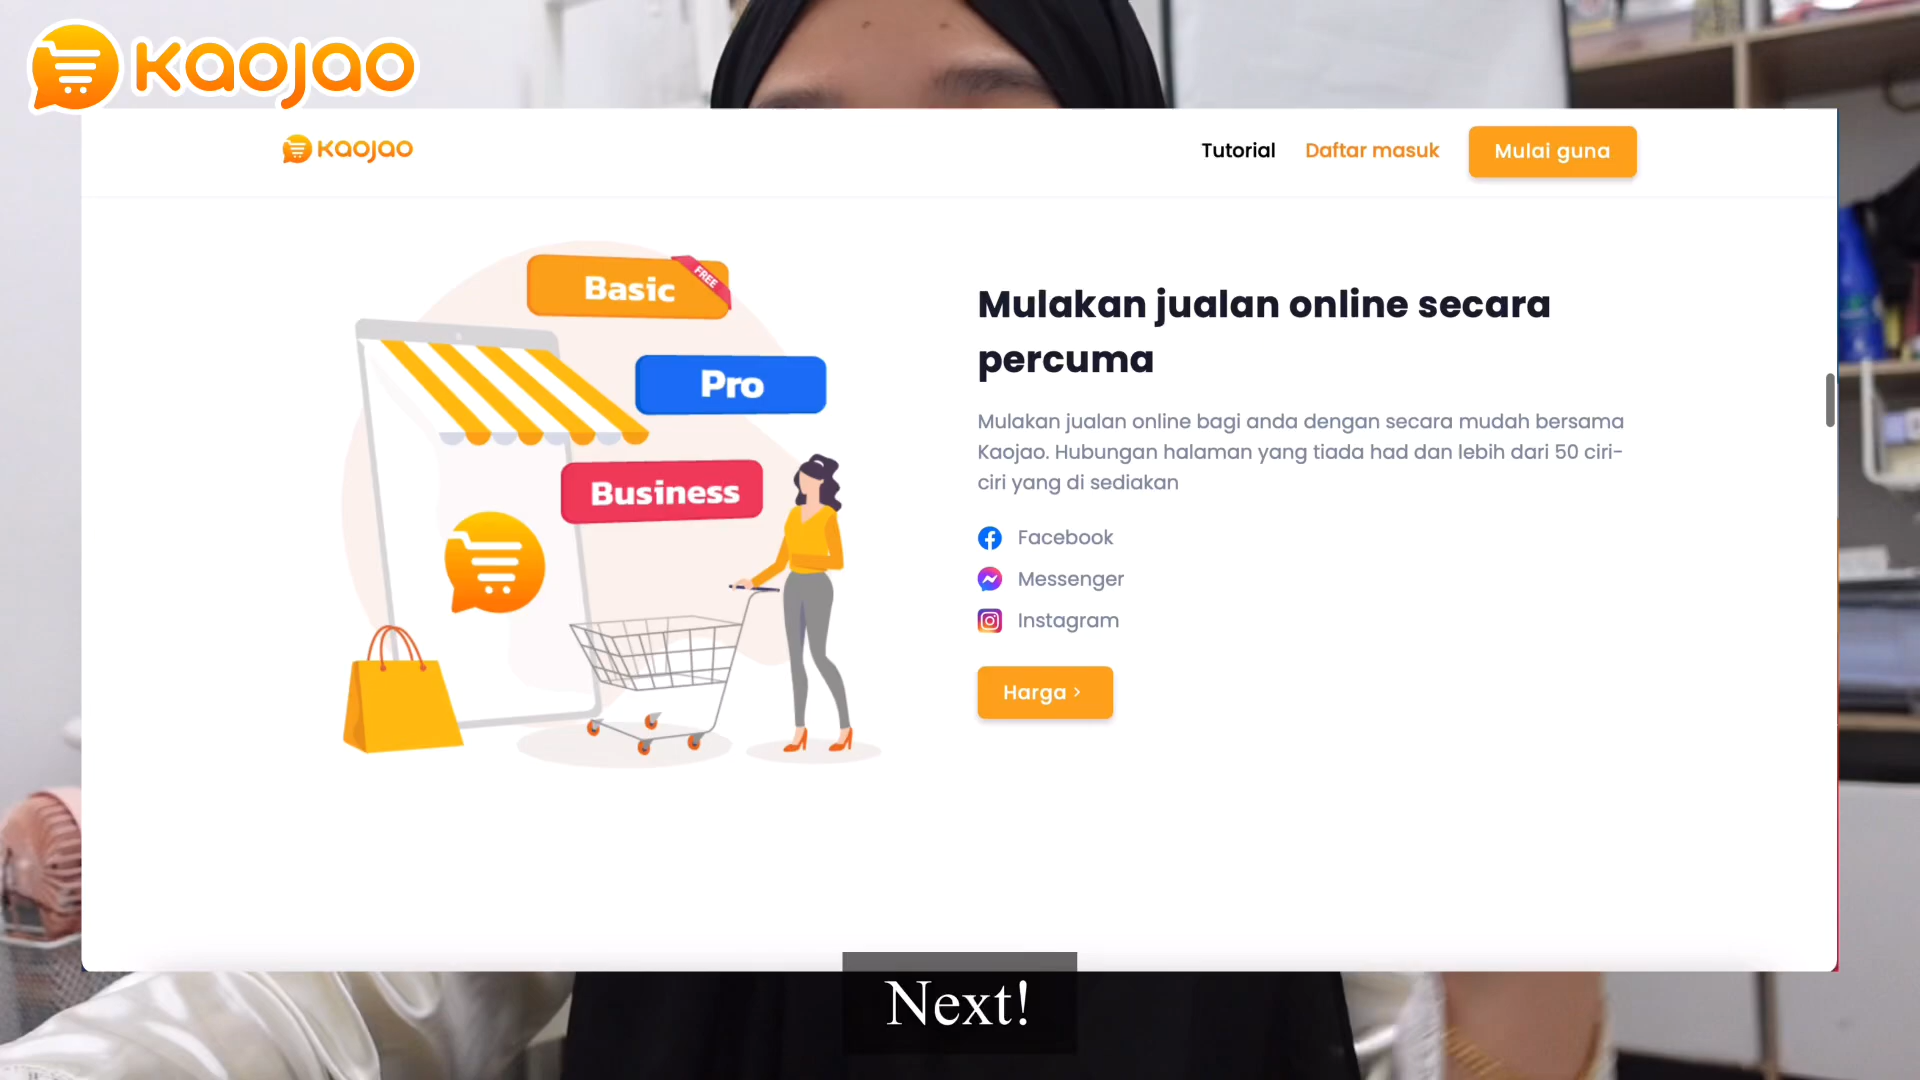 Kaojao
Kaojao
Tutorial
Daftar masuk
Mulai guna
Basic
FREE
Pro
Business
Mulakan jualan online secara
percuma
Mulakan jualan online bagi anda dengan secara mudah bersama
Kaojao. Hubungan halaman yang tiada had dan lebih dari 50 ciri-
ciri yang di sediakan
Facebook
Messenger
Instagram
Harga >
Next!